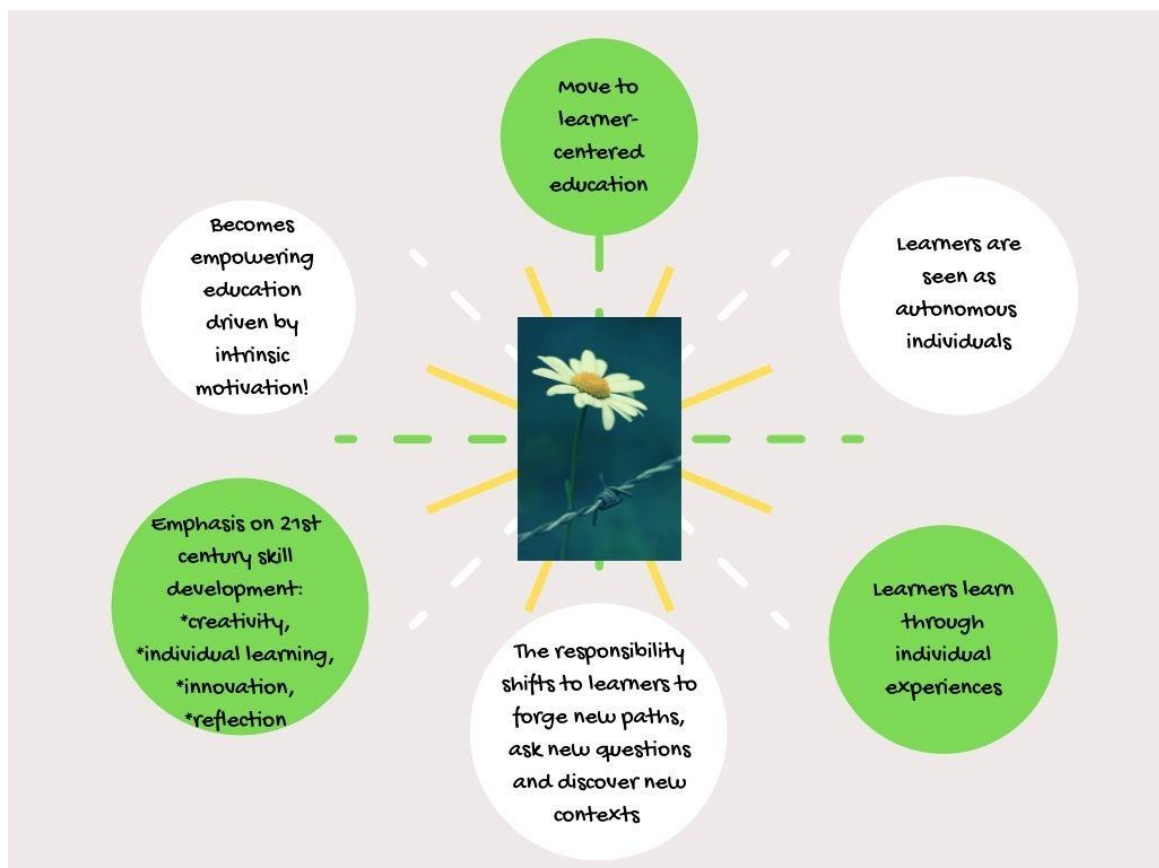 Move to
learner-
centered
education
Learners are
seen as
autonomous
individuals
Learners learn
through
individual
experiences
The responsibility
shifts to learners to
forge new paths,
ask new questions
and discover new
contexts
Emphasis on 21st
century skill
development:
*creativity,
*individual learning,
*innovation,
*reflection
Becomes
empowering
education
driven by
intrinsic
motivation!